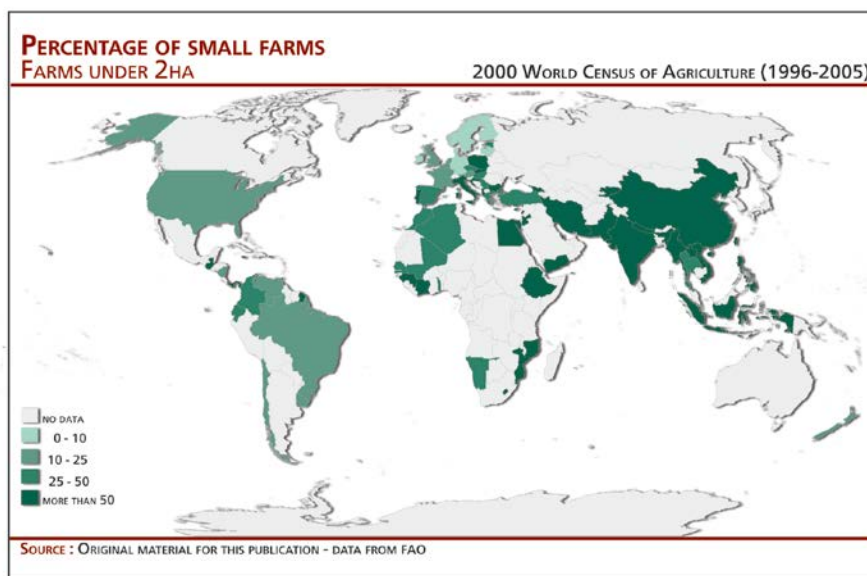 PERCENTAGE OF SMALL FARMS
FARMS UNDER 2HA
2000 WORLD CENSUS OF AGRICULTURE (1996-2005)
NO DATA
0 - 10
10 - 25
25 - 50
MORE THAN 50
SOURCE : ORIGINAL MATERIAL FOR THIS PUBLICATION - DATA FROM FAO